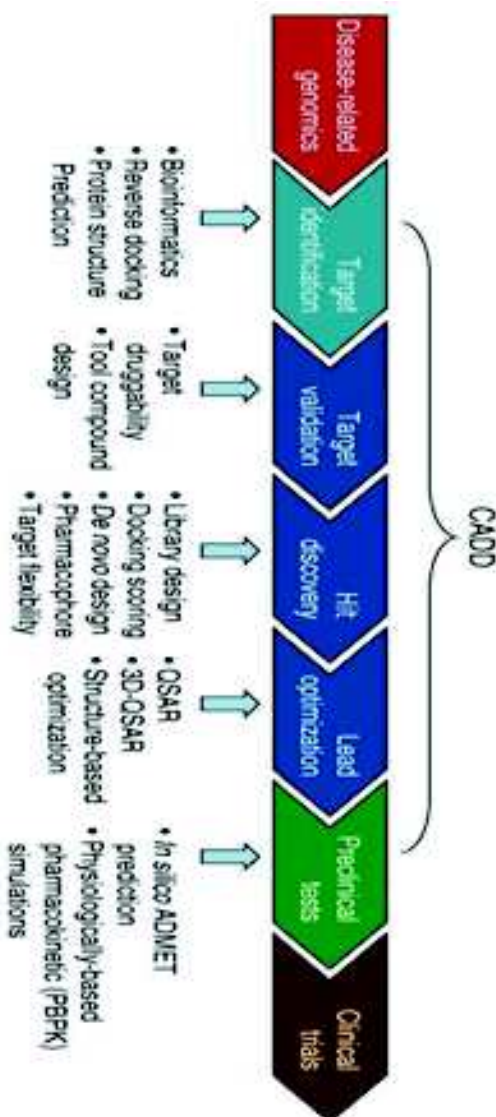 CADD
Disease-related
genomics
Target
identification
Target
validation
Hit
discovery
Lead
optimization
Preclinical
tests
Clinical
trials
• Bioinformatics
• Reverse docking
• Protein structure
Prediction
• Target
druggability
• Tool compound
design
• Library design
• Docking scoring
• De novo design
• Pharmacophore
• Target flexibility
• QSAR
• 3D-QSAR
• Structure-based
optimization
• In silico ADMET
prediction
• Physiologically-based
pharmacokinetic (PBPK)
simulations